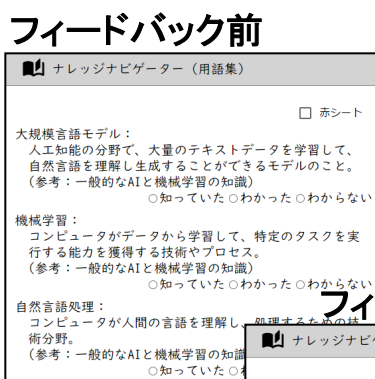 フィードバック前
ナレッジナビゲーター（用語集）
□ 赤シート
大規模言語モデル：
人工知能の分野で、大量のテキストデータを学習して、
自然言語を理解し生成することができるモデルのこと。
（参考：一般的なAIと機械学習の知識）
○知っていた○わかった○わからない
機械学習：
コンピュータがデータから学習して、特定のタスクを実
行する能力を獲得する技術やプロセス。
（参考：一般的なAIと機械学習の知識）
○知っていた○わかった○わからない
フィ
自然言語処理：
コンピュータが人間の言語を理解し、処理するための技
術分野。
（参考：一般的なAIと機械学習の知識
○知っていた○
ナレッジナビ